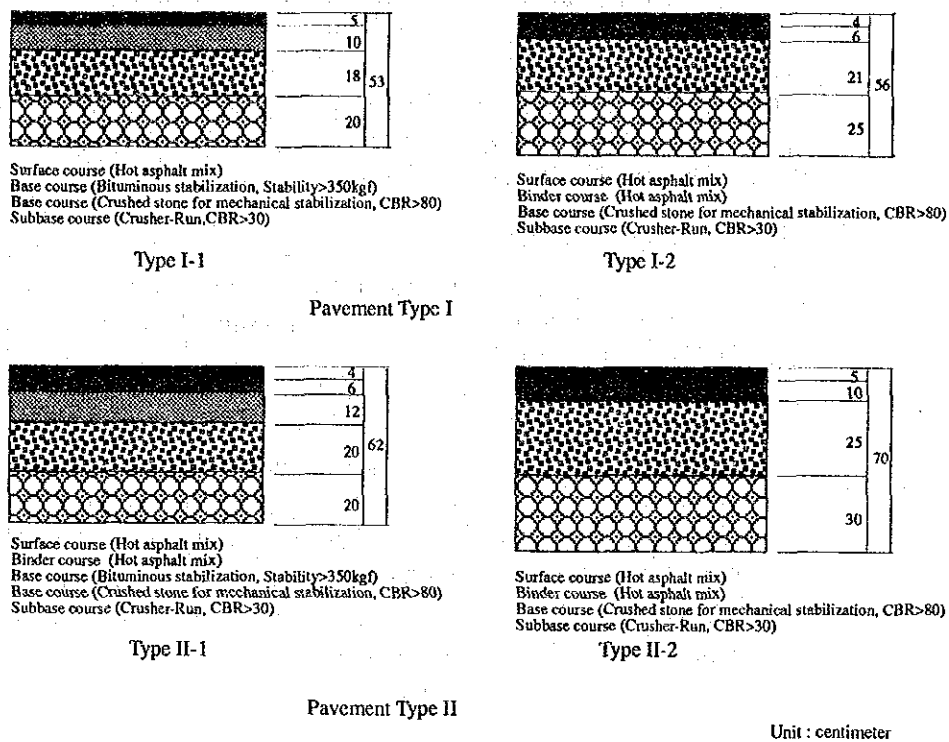 5
10
18
20
53
Surface course (Hot asphalt mix)
Base course (Bituminous stabilization, Stability>350kgf)
Base course (Crushed stone for mechanical stabilization, CBR>80)
Subbase course (Crusher-Run,CBR>30)
Type I-1
4
6
21
25
56
Surface course (Hot asphalt mix)
Binder course (Hot asphalt mix)
Base course (Crushed stone for mechanical stabilization, CBR>80)
Subbase course (Crusher-Run, CBR>30)
Type I-2
Pavement Type I
4
6
12
20
20
62
Surface course (Hot asphalt mix)
Binder course (Hot asphalt mix)
Base course (Bituminous stabilization, Stability>350kgf)
Base course (Crushed stone for mechanical stabilization, CBR>80)
Subbase course (Crusher-Run, CBR>30)
Type II-1
5
10
25
30
70
Surface course (Hot asphalt mix)
Binder course (Hot asphalt mix)
Base course (Crushed stone for mechanical stabilization, CBR>80)
Subbase course (Crusher-Run, CBR>30)
Type II-2
Pavement Type II
Unit : centimeter